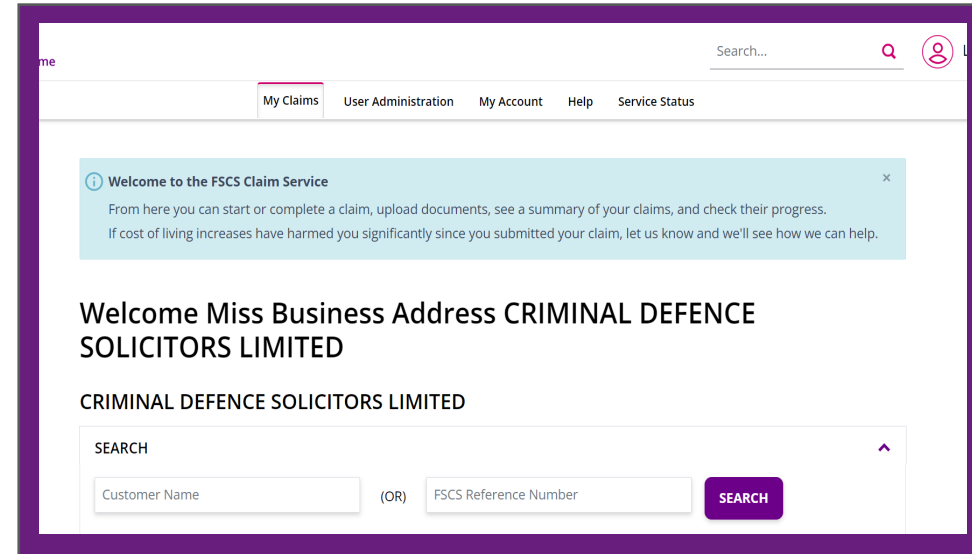 Search...
me
L
My Claims User Administration My Account Help Service Status
Welcome to the FSCS Claim Service
×
From here you can start or complete a claim, upload documents, see a summary of your claims, and check their progress.
If cost of living increases have harmed you significantly since you submitted your claim, let us know and we'll see how we can help.
Welcome Miss Business Address CRIMINAL DEFENCE
SOLICITORS LIMITED
CRIMINAL DEFENCE SOLICITORS LIMITED
SEARCH
Customer Name (OR) FSCS Reference Number SEARCH